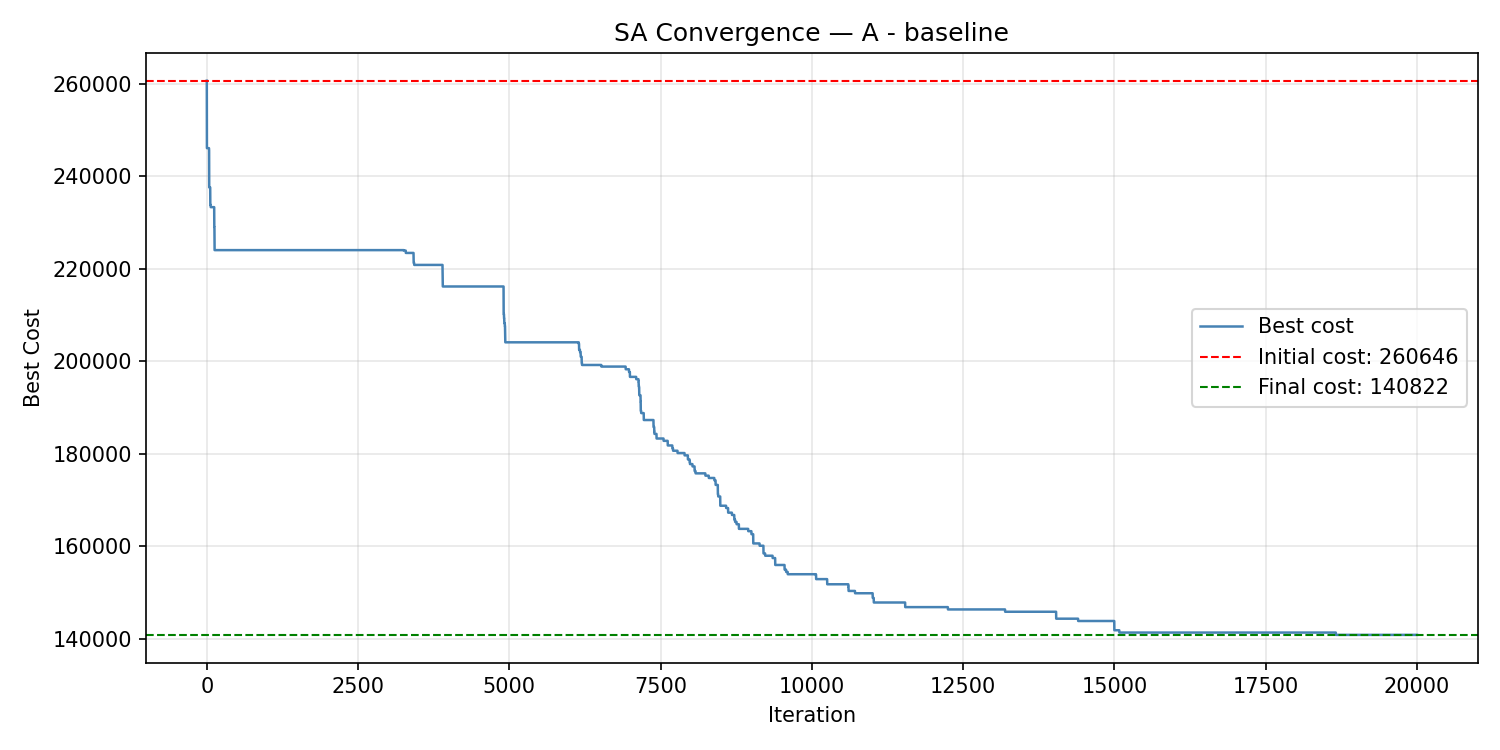 SA Convergence — A - baseline
Best Cost
260000
240000
220000
200000
180000
160000
140000
Best cost
Initial cost: 260646
Final cost: 140822
0
2500
5000
7500
10000
12500
15000
17500
20000
Iteration